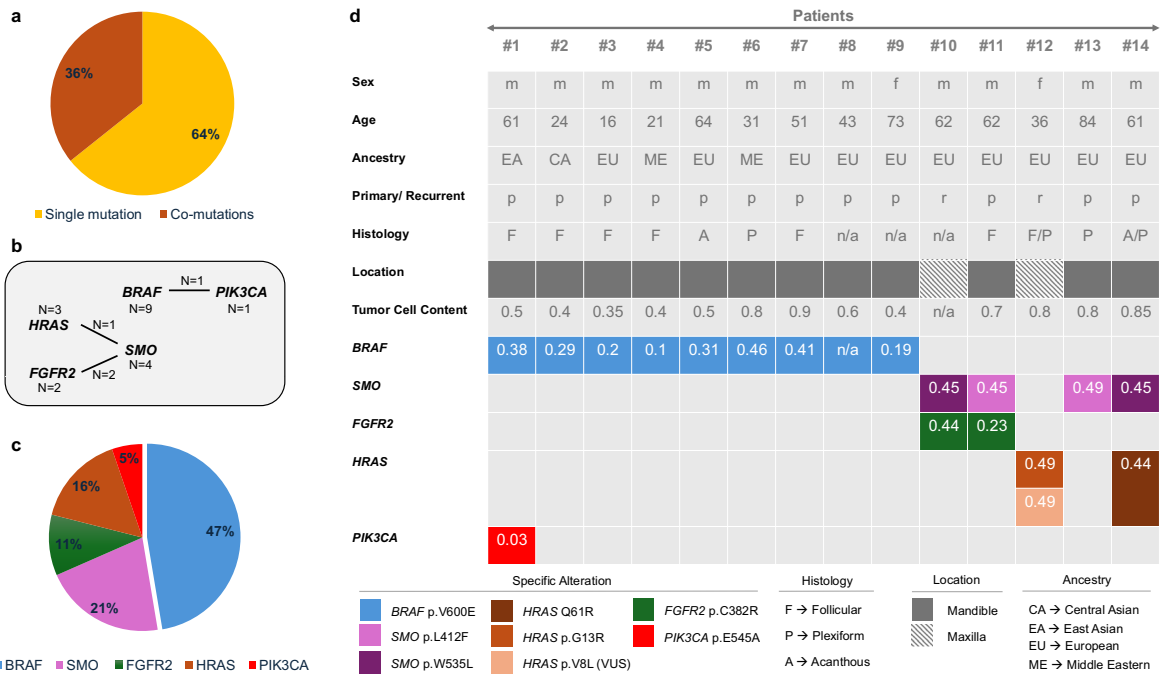 a
36%
64%
Single mutation Co-mutations
b
N=1
BRAF PIK3CA
N=9 N=1
N=3
HRAS N=1
SMO
N=4
FGFR2 N=2
N=2
c
5%
16%
47%
11%
21%
BRAF SMO FGFR2 HRAS PIK3CA
d
Patients
#1 #2 #3 #4 #5 #6 #7 #8 #9 #10 #11 #12 #13 #14
Sex m m m m m m m m f m m f m m
Age 61 24 16 21 64 31 51 43 73 62 62 36 84 61
Ancestry EA CA EU ME EU ME EU EU EU EU EU EU EU EU
Primary/ Recurrent p p p p p p p p p r p r p p
Histology F F F F A P F n/a n/a n/a F F/P P A/P
Location
Tumor Cell Content 0.5 0.4 0.35 0.4 0.5 0.8 0.9 0.6 0.4 n/a 0.7 0.8 0.8 0.85
BRAF 0.38 0.29 0.2 0.1 0.31 0.46 0.41 n/a 0.19
SMO 0.45 0.45 0.49 0.45
FGFR2 0.44 0.23
HRAS 0.49 0.44
0.49
PIK3CA 0.03
Specific Alteration
BRAF p.V600E HRAS Q61R FGFR2 p.C382R
SMO p.L412F HRAS p.G13R PIK3CA p.E545A
SMO p.W535L HRAS p.V8L (VUS)
Histology
F → Follicular
P → Plexiform
A → Acanthous
Location
Mandible
Maxilla
Ancestry
CA → Central Asian
EA → East Asian
EU → European
ME → Middle Eastern